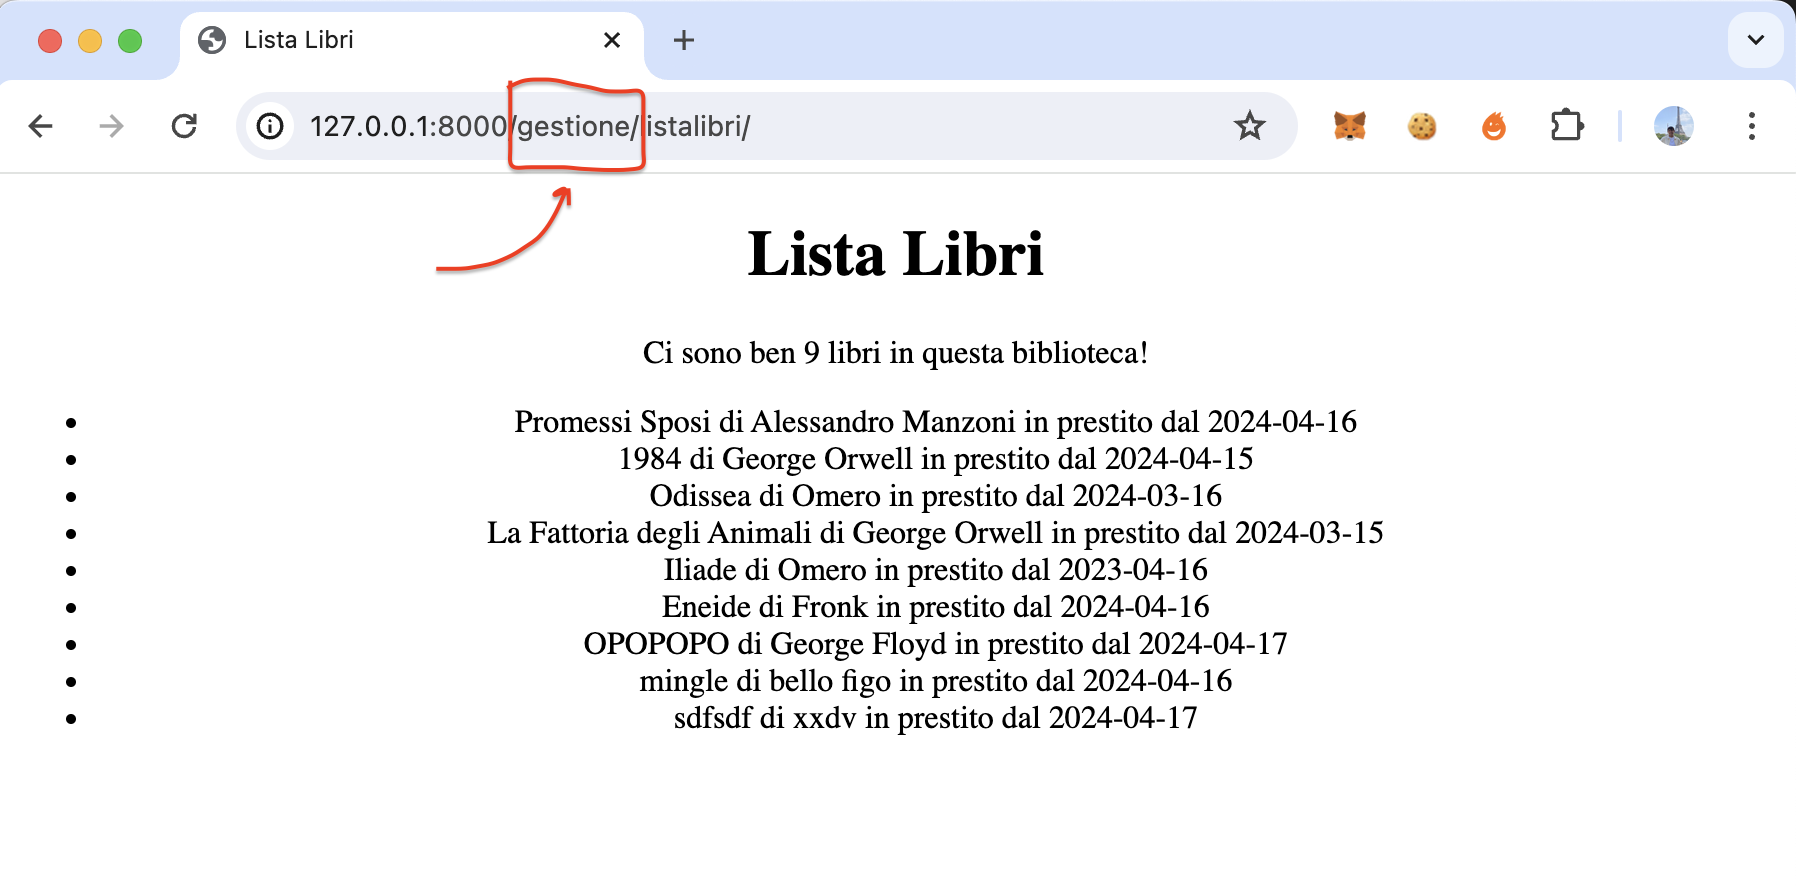 Lista Libri
127.0.0.1:8000/gestione/listalibri/
Lista Libri
Ci sono ben 9 libri in questa biblioteca!
Promessi Sposi di Alessandro Manzoni in prestito dal 2024-04-16
1984 di George Orwell in prestito dal 2024-04-15
Odissea di Omero in prestito dal 2024-03-16
La Fattoria degli Animali di George Orwell in prestito dal 2024-03-15
Iliade di Omero in prestito dal 2023-04-16
Eneide di Fronk in prestito dal 2024-04-16
OPOPOPO di George Floyd in prestito dal 2024-04-17
mingle di bello figo in prestito dal 2024-04-16
sdfsdf di xxdv in prestito dal 2024-04-17